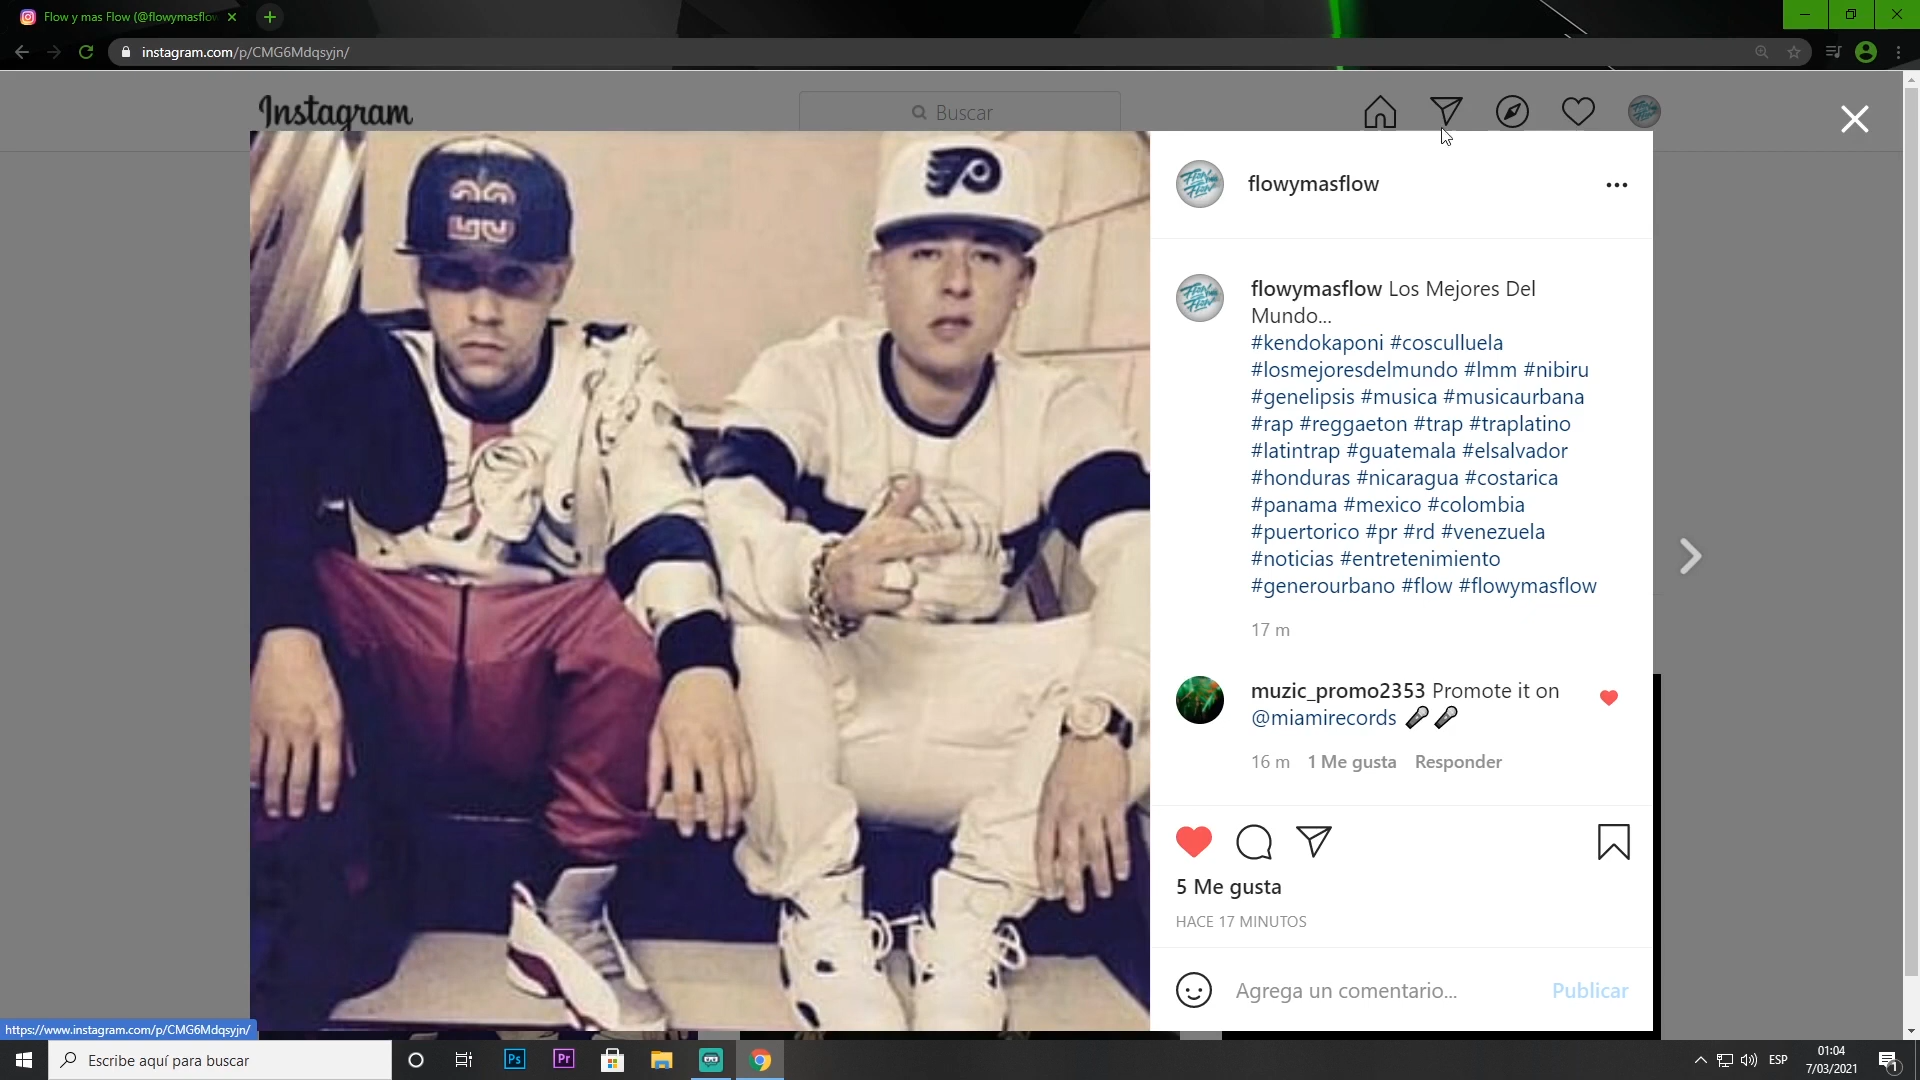 Flow y mas Flow (@flowymasflow
instagram.com/p/CMG6Mdqsyjn/
Instagram
Buscar
flowymasflow
flowymasflow Los Mejores Del
Mundo...
#kendokaponi #cosculluela
#losmejoresdelmundo #lmm #nibiru
#genelipsis #musica #musicaurbana
#rap #reggaeton #trap #traplatino
#latintrap #guatemala #elsalvador
#honduras #nicaragua #costarica
#panama #mexico #colombia
#puertorico #pr #rd #venezuela
#noticias #entretenimiento
#generourbano #flow #flowymasflow
17 m
muzic_promo2353 Promote it on
@miamirecords 🎤🎤
16 m 1 Me gusta Responder
5 Me gusta
HACE 17 MINUTOS
Agrega un comentario... Publicar
https://www.instagram.com/p/CMG6Mdqsyjn/
Escribe aquí para buscar
Ps
Pr
ESP
01:04
7/03/2021
1